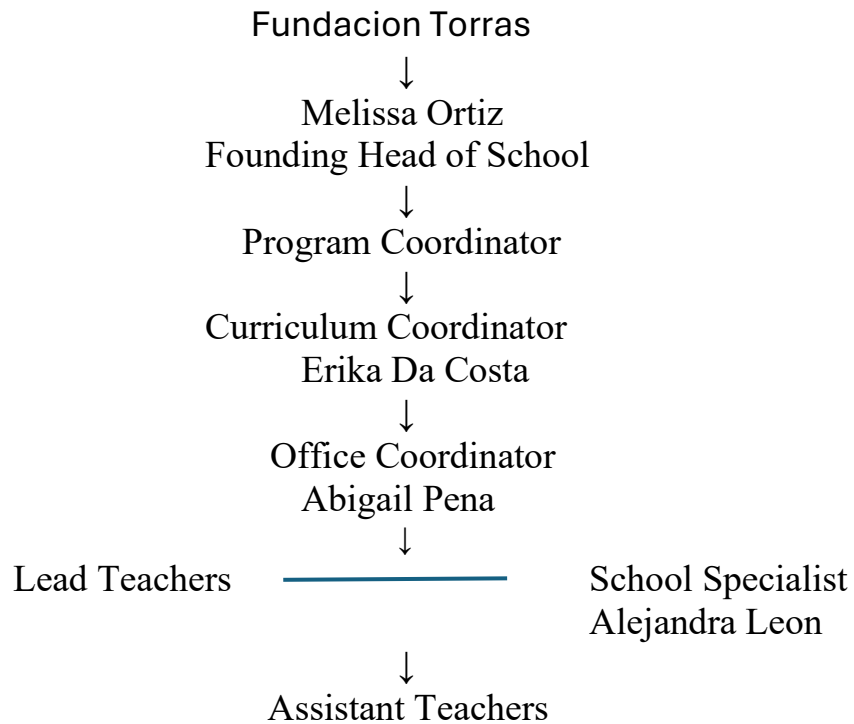 Fundacion Torras
↓
Melissa Ortiz
Founding Head of School
↓
Program Coordinator
↓
Curriculum Coordinator
Erika Da Costa
↓
Office Coordinator
Abigail Pena
↓
Lead Teachers
School Specialist
Alejandra Leon
↓
Assistant Teachers